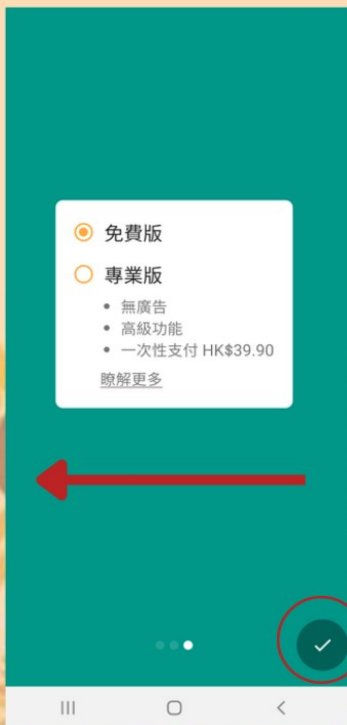 免費版
專業版
• 無廣告
• 高級功能
• 一次性支付 HK$39.90
瞭解更多